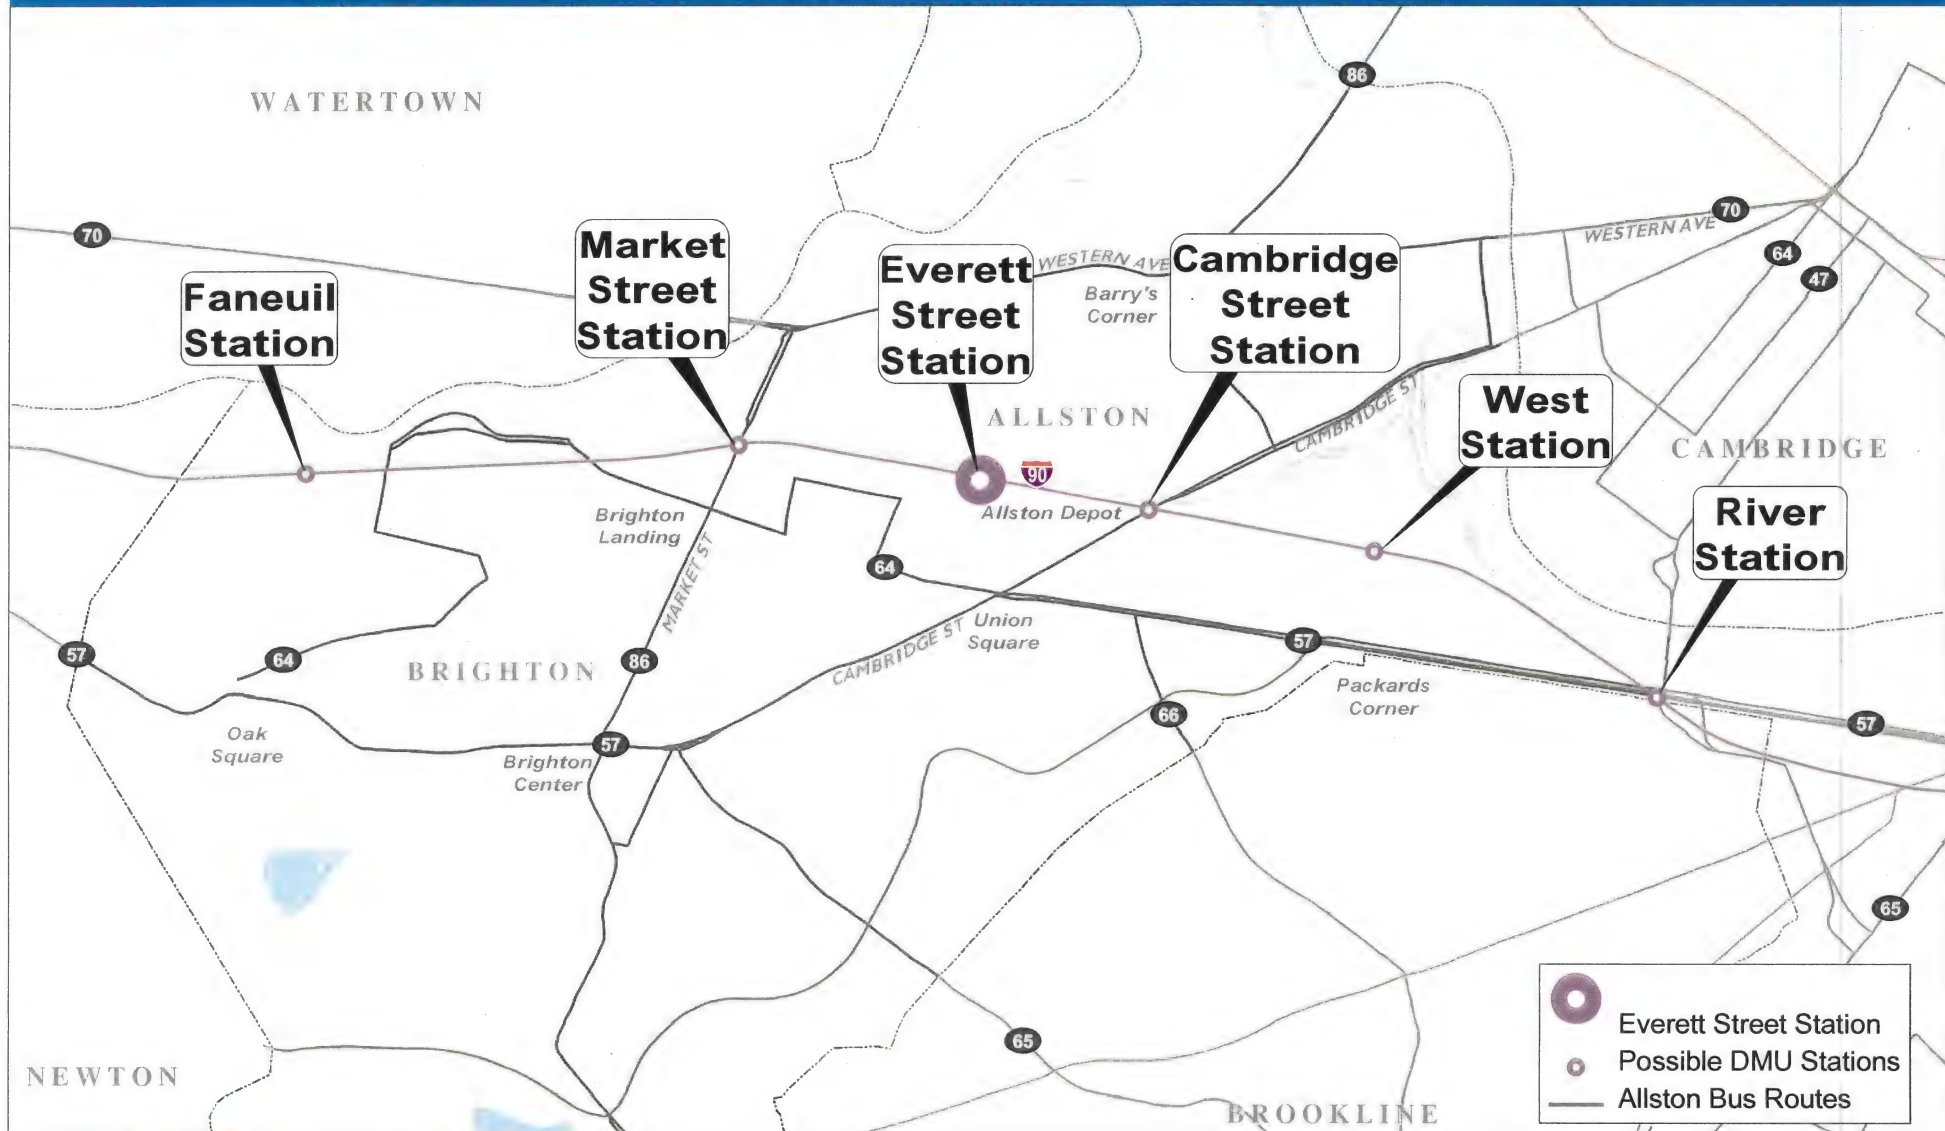 WATERTOWN
86
70
70
WESTERN AVE
64
47
Market
Street
Station
Everett
Street
Station
WESTERN AVE
Barry's
Corner
Cambridge
Street
Station
Faneuil
Station
ALLSTON
CAMBRIDGE ST
West
Station
CAMBRIDGE
90
Allston Depot
Brighton
Landing
MARKET ST
River
Station
64
Union
Square
CAMBRIDGE ST
57
57
64
BRIGHTON
86
Packards
Corner
66
57
Oak
Square
57
Brighton
Center
65
65
NEWTON
BROOKLINE
Everett Street Station
Possible DMU Stations
Allston Bus Routes